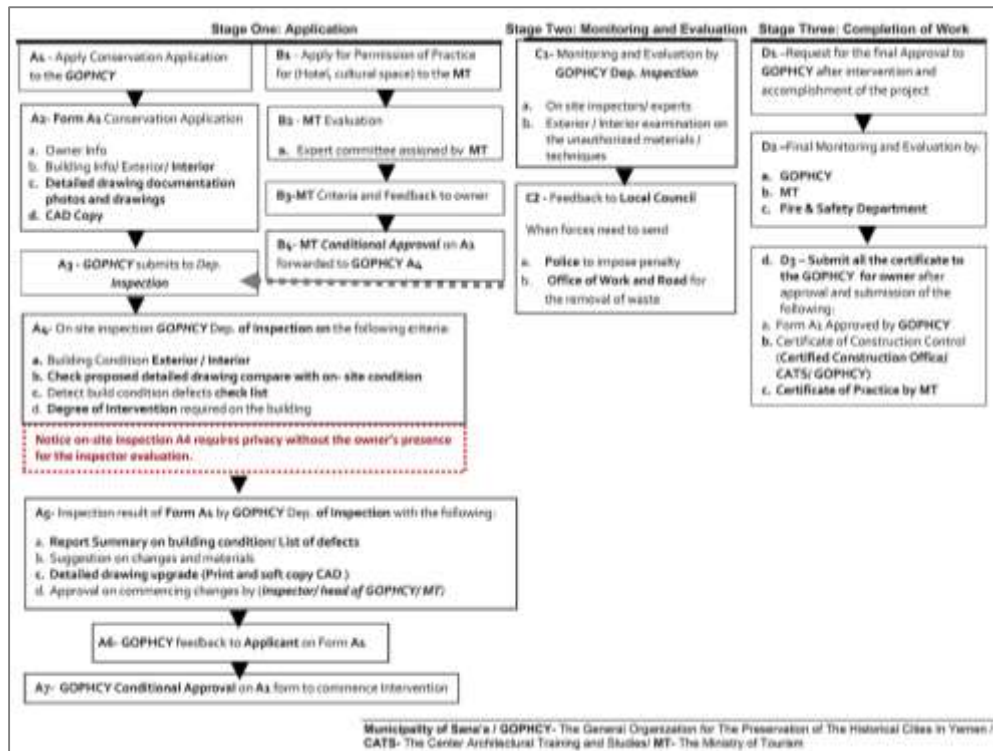 Stage One: Application
A1 - Apply Conservation Application
to the GOPHCY
A2- Form A1 Conservation Application
a. Owner Info
b. Building Info/ Exterior/ Interior
c. Detailed drawing documentation
photos and drawings
d. CAD Copy
A3 - GOPHCY submits to Dep.
Inspection
B1 - Apply for Permission of Practice
for (Hotel, cultural space) to the MT
B2 - MT Evaluation
a. Expert committee assigned by MT
B3-MT Criteria and Feedback to owner
B4- MT Conditional Approval on A1
forwarded to GOPHCY A4
A4- On-site inspection GOPHCY Dep. of Inspection on the following criteria:
a. Building Condition Exterior / Interior
b. Check proposed detailed drawing compare with on- site condition
c. Detect build condition defects check list
d. Degree of Intervention required on the building
Notice on-site inspection A4 requires privacy without the owner's presence
for the inspector evaluation.
A5- Inspection result of Form A1 by GOPHCY Dep. of Inspection with the following:
a. Report Summary on building condition/ List of defects
b. Suggestion on changes and materials
c. Detailed drawing upgrade (Print and soft copy CAD )
d. Approval on commencing changes by (Inspector/ head of GOPHCY/ MT)
A6- GOPHCY feedback to Applicant on Form A1
A7- GOPHCY Conditional Approval on A1 form to commence Intervention
Stage Two: Monitoring and Evaluation
C1- Monitoring and Evaluation by
GOPHCY Dep. Inspection
a. On site inspectors/ experts
b. Exterior / Interior examination on
the unauthorized materials /
techniques
C2 - Feedback to Local Council
When forces need to send
a. Police to impose penalty
b. Office of Work and Road for
the removal of waste
Stage Three: Completion of Work
D1 -Request for the final Approval to
GOPHCY after intervention and
accomplishment of the project
D2 -Final Monitoring and Evaluation by:
a. GOPHCY
b. MT
c. Fire & Safety Department
d. D3 - Submit all the certificate to
the GOPHCY for owner after
approval and submission of the
following:
a. Form A1 Approved by GOPHCY
b. Certificate of Construction Control
(Certified Construction Office/
CATS/ GOPHCY)
c. Certificate of Practice by MT
Municipality of Sana'a / GOPHCY- The General Organization for The Preservation of The Historical Cities in Yemen /
CATS- The Center Architectural Training and Studies/ MT- The Ministry of Tourism